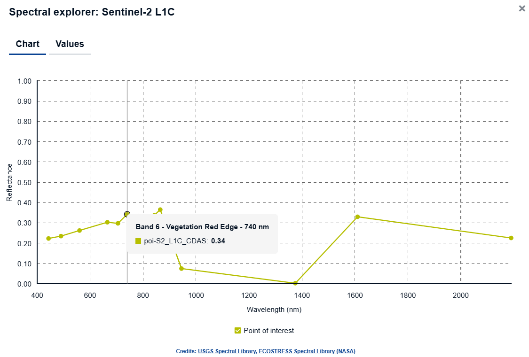 Spectral explorer: Sentinel-2 L1C
Chart Values
1.00
0.90
0.80
0.70
0.60
0.50
0.40
0.30
0.20
0.10
0.00
Reflectance
Band 6 - Vegetation Red Edge - 740 nm
poi-S2_L1C_CDAS: 0.34
400 600 800 1000 1200 1400 1600 1800 2000
Wavelength (nm)
Point of interest
Credits: USGS Spectral Library, ECOSTRESS Spectral Library (NASA)